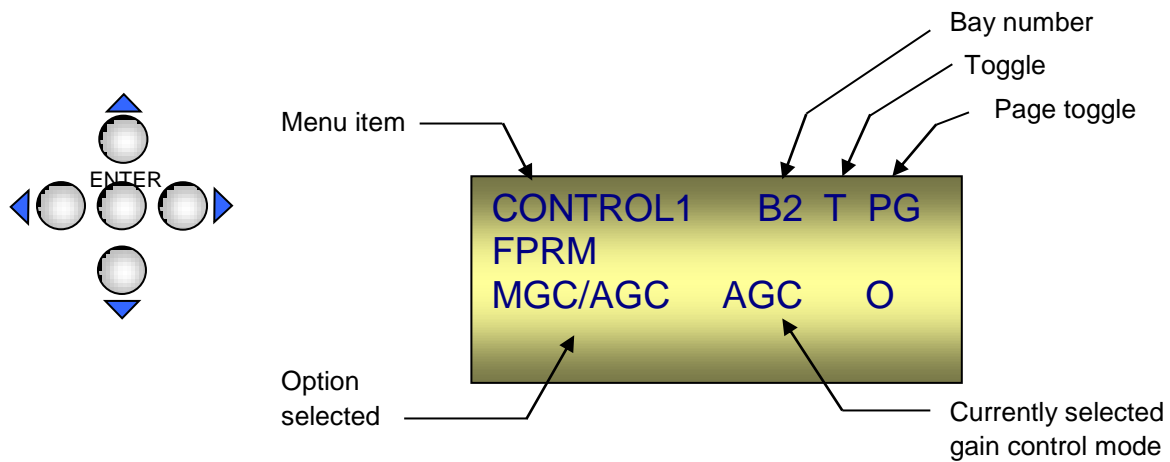 Bay number
Toggle
Page toggle
Menu item
ENTER
CONTROL1 B2 T PG
FPRM
MGC/AGC AGC O
Option
selected
Currently selected
gain control mode